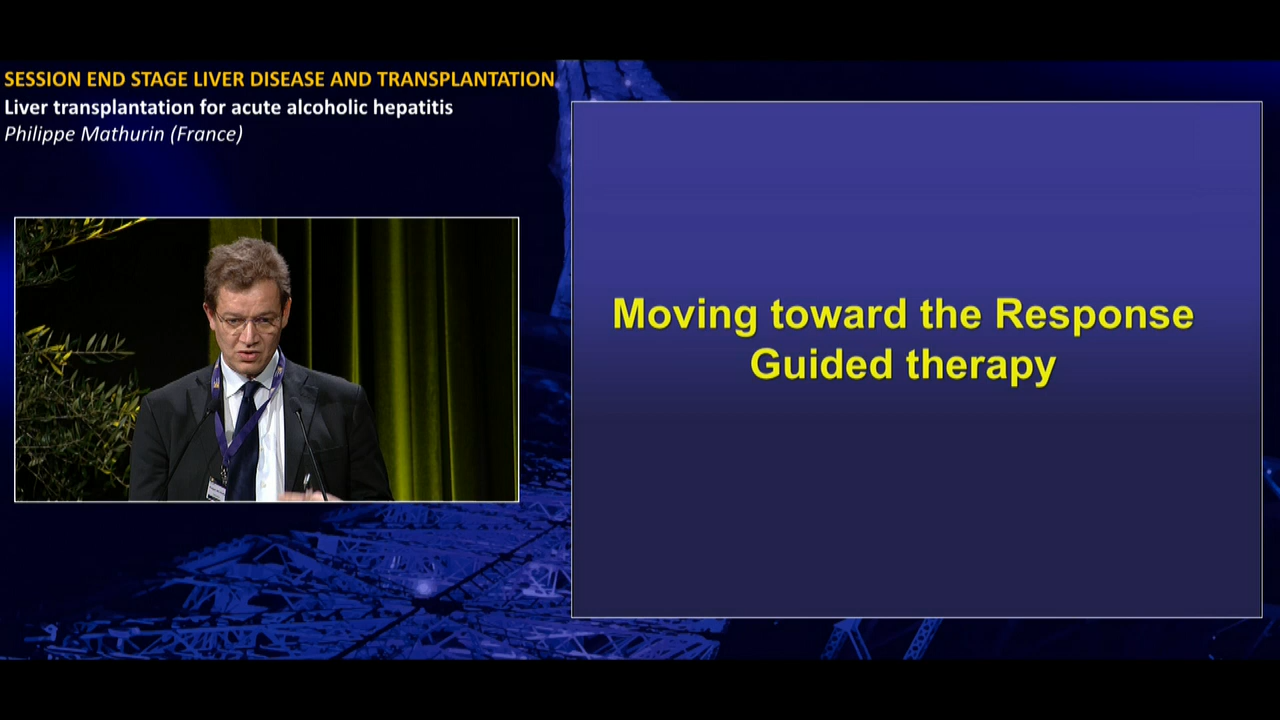 SESSION END STAGE LIVER DISEASE AND TRANSPLANTATION
Liver transplantation for acute alcoholic hepatitis
Philippe Mathurin (France)
Moving toward the Response
Guided therapy